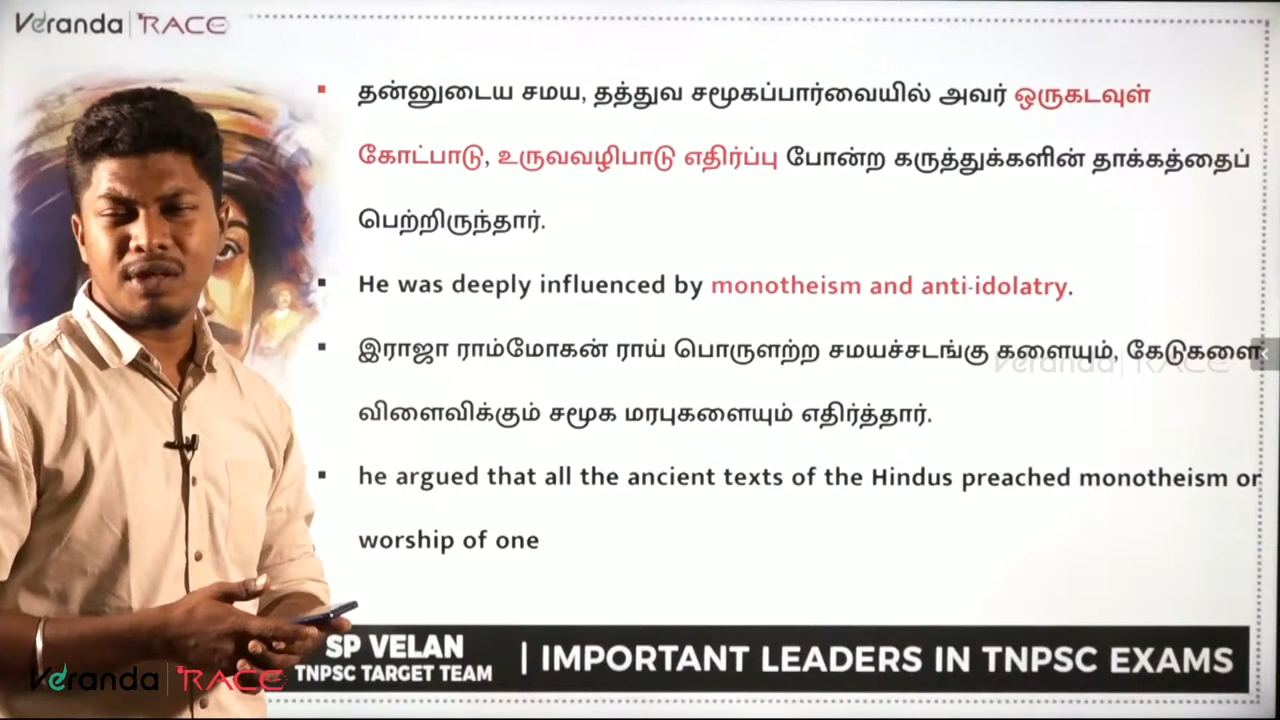 Veranda RACE
தன்னுடைய சமய, தத்துவ சமூகப்பார்வையில் அவர் ஒருகடவுள்
கோட்பாடு, உருவவழிபாடு எதிர்ப்பு போன்ற கருத்துக்களின் தாக்கத்தைப்
பெற்றிருந்தார்.
He was deeply influenced by monotheism and anti-idolatry.
இராஜா ராம்மோகன் ராய் பொருளற்ற சமயச்சடங்கு களையும், கேடுகளை
Veranda RACE
விளைவிக்கும் சமூக மரபுகளையும் எதிர்த்தார்.
he argued that all the ancient texts of the Hindus preached monotheism or
worship of one
SP VELAN
TNPSC TARGET TEAM
IMPORTANT LEADERS IN TNPSC EXAMS
Veranda RACE